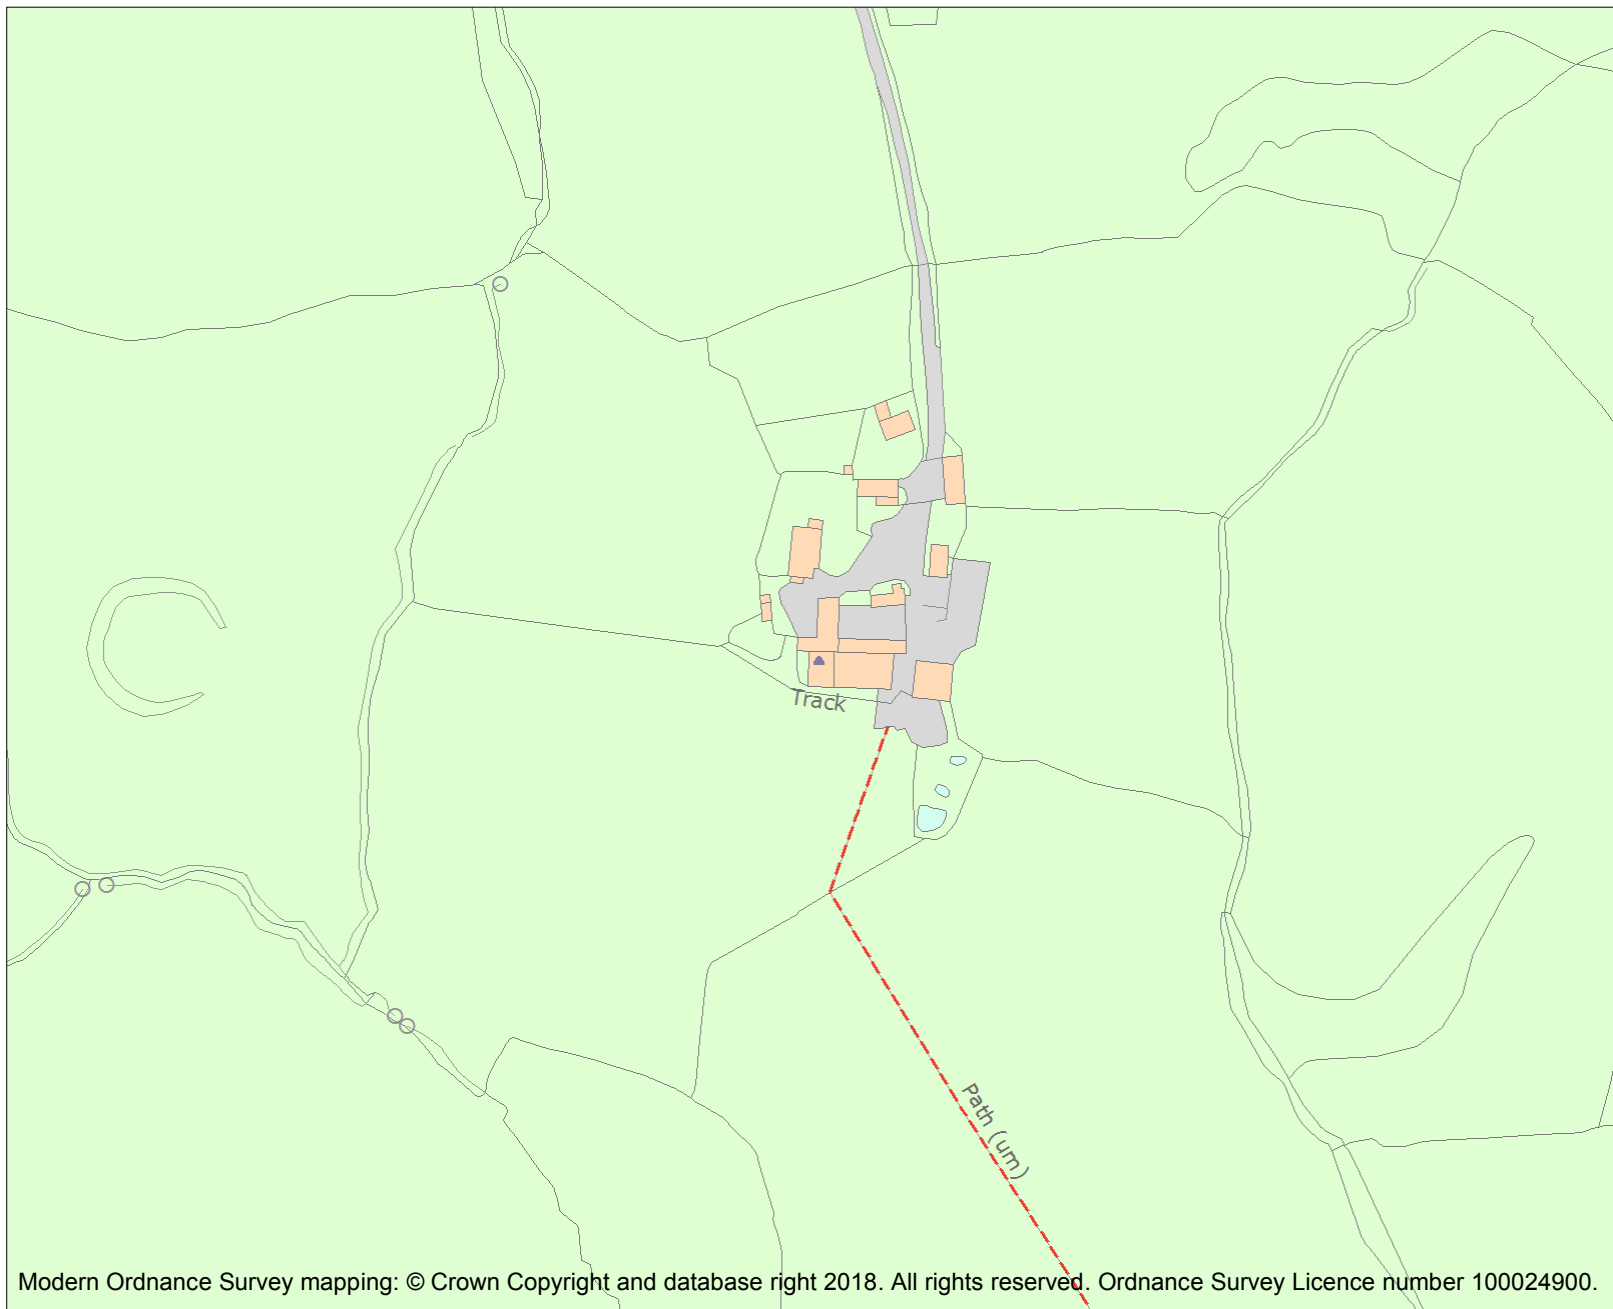 Track
Path (um)
Modern Ordnance Survey mapping: © Crown Copyright and database right 2018. All rights reserved. Ordnance Survey Licence number 100024900.